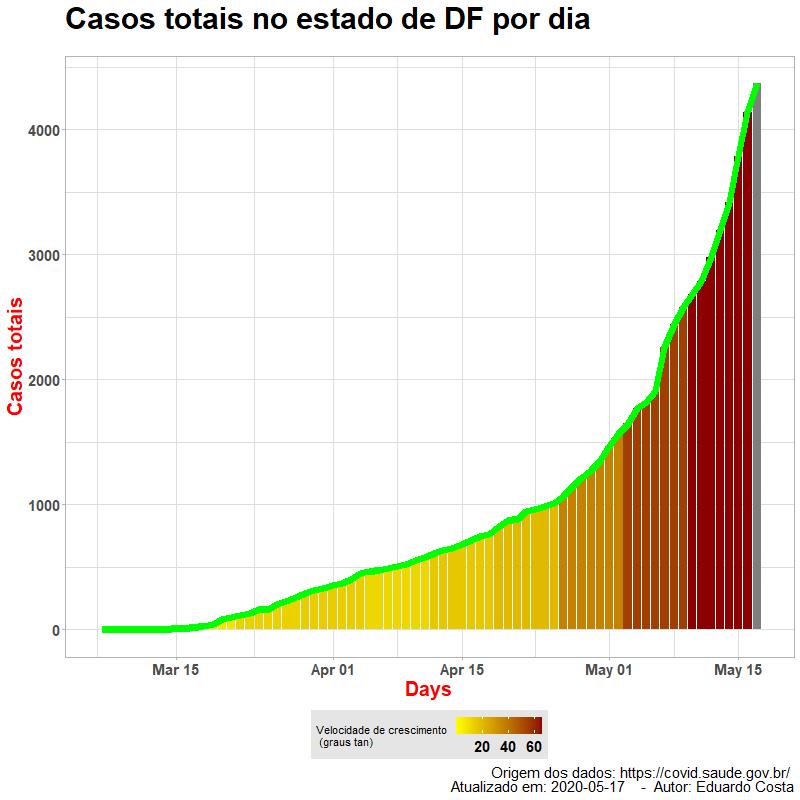 Casos totais no estado de DF por dia
Casos totais
4000
3000
2000
1000
0
Mar 15 Apr 01 Apr 15 May 01 May 15
Days
Velocidade de crescimento
(graus tan)
20 40 60
Origem dos dados: https://covid.saude.gov.br/
Atualizado em: 2020-05-17 - Autor: Eduardo Costa